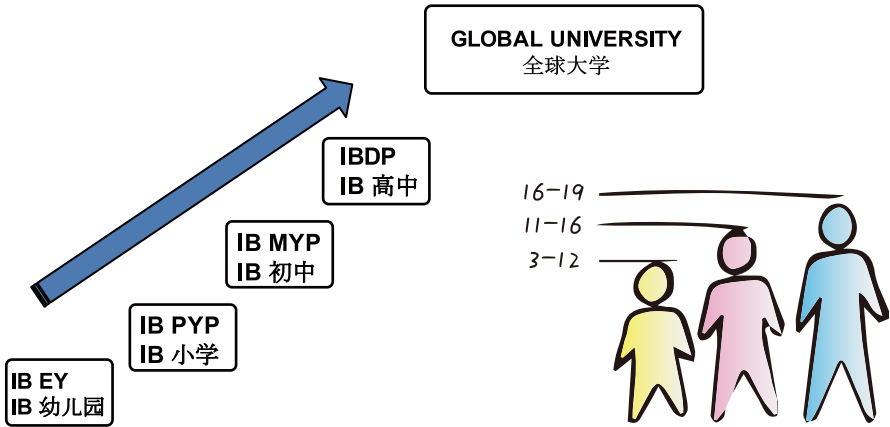 GLOBAL UNIVERSITY
全球大学
IBDP
IB 高中
IB MYP
IB 初中
IB PYP
IB 小学
IB EY
IB 幼儿园
16-19
11-16
3-12